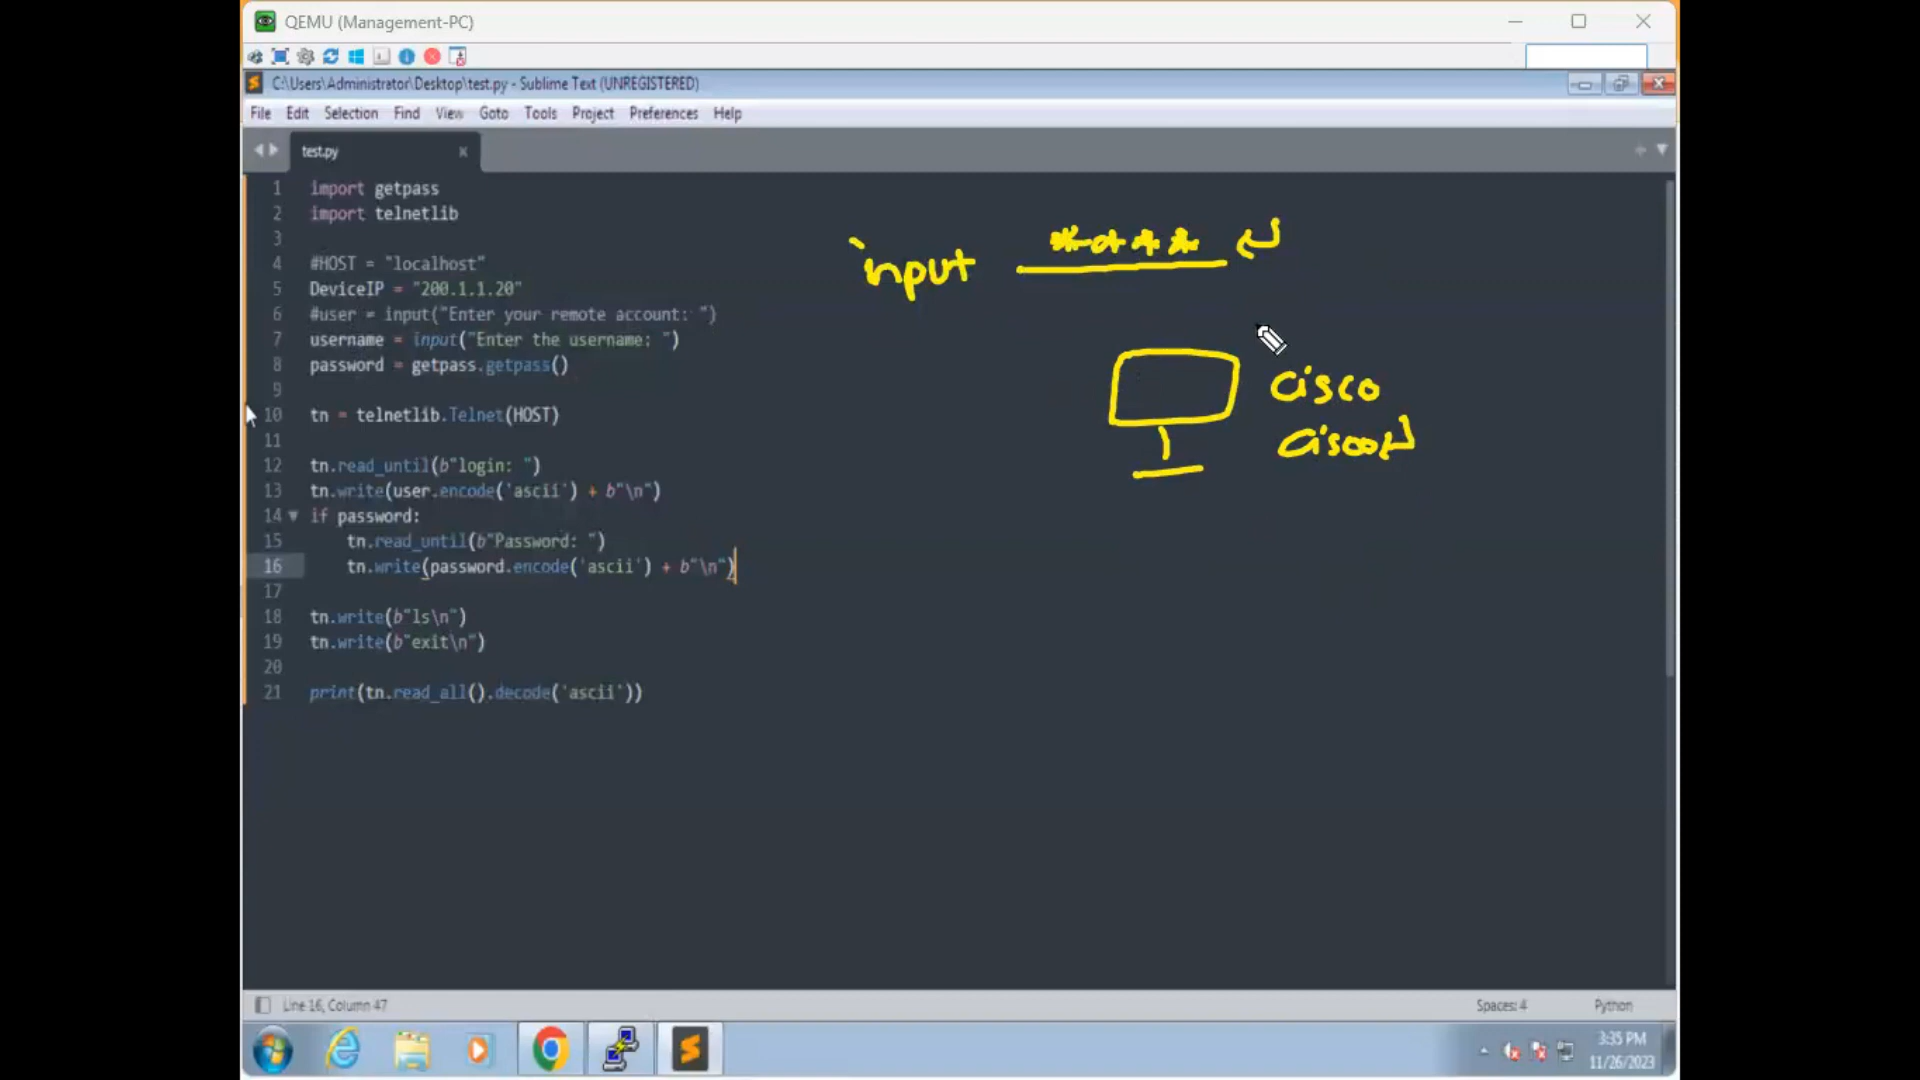 QEMU (Management-PC)
C:\Users\Administrator\Desktop\test.py - Sublime Text (UNREGISTERED)
File Edit Selection Find View Goto Tools Project Preferences Help
test.py
1 import getpass
2 import telnetlib
3
4 #HOST = "localhost"
5 DeviceIP = "200.1.1.20"
6 #user = input("Enter your remote account: ")
7 username = input("Enter the username: ")
8 password = getpass.getpass()
9
10 tn = telnetlib.Telnet(HOST)
11
12 tn.read_until(b"login: ")
13 tn.write(user.encode('ascii') + b"\n")
14 if password:
15 tn.read_until(b"Password: ")
16 tn.write(password.encode('ascii') + b"\n")
17
18 tn.write(b"ls\n")
19 tn.write(b"exit\n")
20
21 print(tn.read_all().decode('ascii'))
input ****
cisco
cisco
Line 16, Column 47 Spaces: 4 Python
3:35 PM
11/26/2023